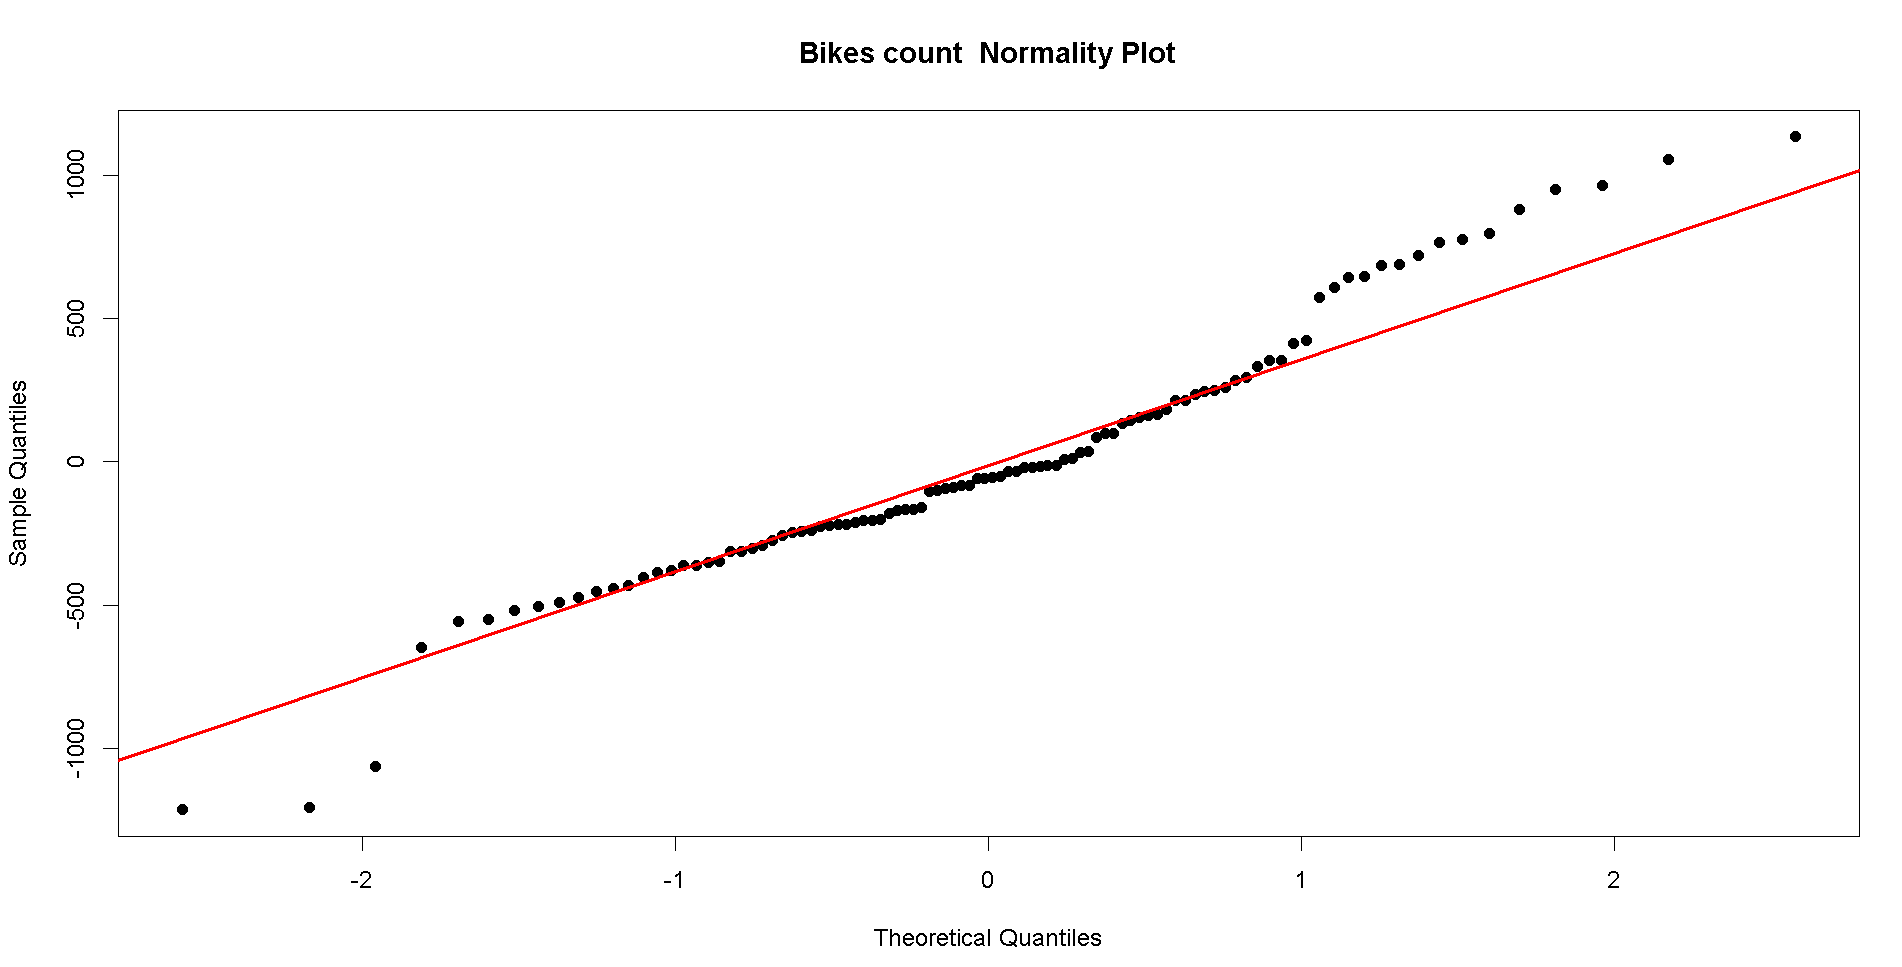 Bikes count  Normality Plot
Sample Quantiles
1000
500
0
-500
-1000
-2 -1 0 1 2
Theoretical Quantiles